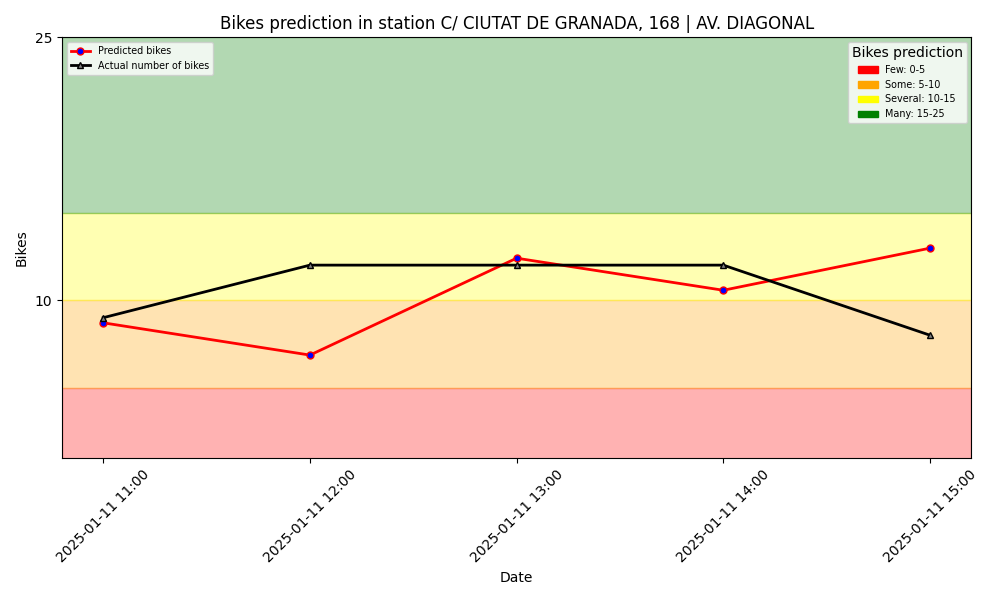 Bikes prediction in station C/ CIUTAT DE GRANADA, 168 | AV. DIAGONAL
25
10
Bikes
Predicted bikes
Actual number of bikes
Bikes prediction
Few: 0-5
Some: 5-10
Several: 10-15
Many: 15-25
2025-01-11 11:00
2025-01-11 12:00
2025-01-11 13:00
2025-01-11 14:00
2025-01-11 15:00
Date